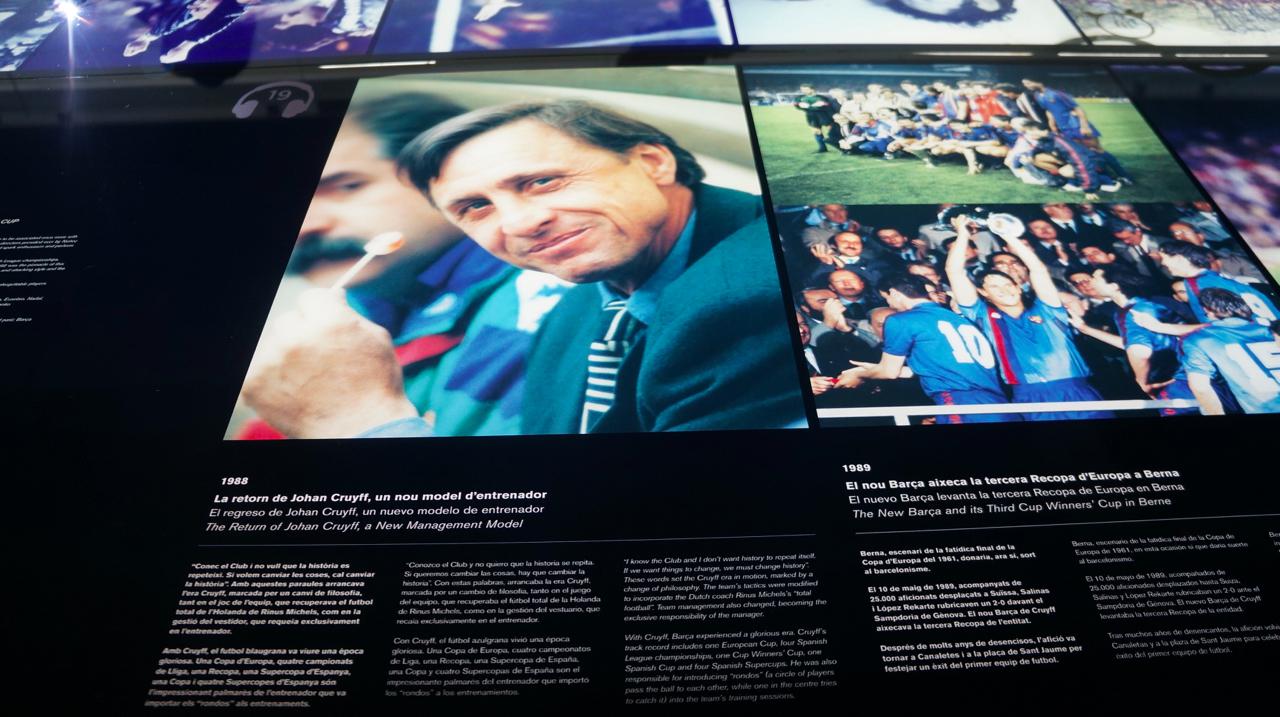 19
CUP
1988
La retorn de Johan Cruyff, un nou model d'entrenador
El regreso de Johan Cruyff, un nuevo modelo de entrenador
The Return of Johan Cruyff, A New Management Model
"Conec el Club i no vull que la història es
repeteixi. Si volem canviar les coses, cal canviar
la història". Amb aquestes paraules arrancava
l'era Cruyff, marcada per un canvi de filosofia,
tant en el joc de l'equip, que recuperava el futbol
total de l'Holanda de Rinus Michels, com en la
gestió del vestidor, que requeia exclusivament
en l'entrenador.
Amb Cruyff, el futbol blaugrana va viure una època
gloriosa. Una Copa d'Europa, quatre campionats
de Lliga, una Recopa, una Supercopa d'Espanya,
una Copa i quatre Supercopes d'Espanya són
l'impressionant palmarès de l'entrenador que va
importar els "rondos" als entrenaments.
"Conozco el Club y no quiero que la historia se repita.
Si queremos cambiar las cosas, hay que cambiar la
historia". Con estas palabras, arrancaba la era Cruyff,
marcada por un cambio de filosofía, tanto en el juego
del equipo, que recuperaba el futbol total de la Holanda
de Rinus Michels, como en la gestión del vestuario, que
recaía exclusivamente en el entrenador.
Con Cruyff, el futbol azulgrana vivió una época
gloriosa. Una Copa de Europa, cuatro campeonatos
de Liga, una Recopa, una Supercopa de España,
una Copa y cuatro Supercopas de España son el
impresionante palmarés del entrenador que importó
los "rondos" a los entrenamientos.
"I know the Club and I don't want history to repeat itself.
If we want things to change, we must change history".
These words set the Cruyff era in motion, marked by a
change of philosophy. The team's tactics were modified
to incorporate the Dutch coach Rinus Michels's "total
football". Team management also changed, becoming the
exclusive responsibility of the manager.
With Cruyff, Barça experienced a glorious era. Cruyff's
track record includes one European Cup, four Spanish
League championships, one Cup Winners' Cup, one
Spanish Cup and four Spanish Supercups. He was also
responsible for introducing "rondos" (a circle of players
pass the ball to each other, while one in the centre tries
to catch it) into the team's training sessions.
10
15
1989
El nou Barça aixeca la tercera Recopa d'Europa a Berna
El nuevo Barça levanta la tercera Recopa de Europa en Berna
The New Barça and its Third Cup Winners' Cup in Berne
Berna, escenari de la fatídica final de la
Copa d'Europa del 1961, donaria, ara sí, sort
al barcelonisme.
El 10 de maig de 1989, acompanyats de
25.000 aficionats desplaçats a Suïssa, Salinas
i López Rekarte rubricaven un 2-0 davant el
Sampdoria de Gènova. El nou Barça de Cruyff
aixecava la tercera Recopa de l'entitat.
Després de molts anys de desencisos, l'afició va
tornar a Canaletes i a la plaça de Sant Jaume per
festejar un èxit del primer equip de futbol.
Berna, escenario de la fatídica final de la Copa de
Europa de 1961, en esta ocasión sí que daría suerte
al barcelonismo.
El 10 de mayo de 1989, acompañados de
25.000 aficionados desplazados hasta Suiza,
Salinas y López Rekarte rubricaban un 2-0 ante el
Sampdoria de Génova. El nuevo Barça de Cruyff
levantaba la tercera Recopa de la entidad.
Tras muchos años de desencantos, la afición
Canaletas y a la plaza de Sant Jaume para
éxito del primer equipo de futbol.